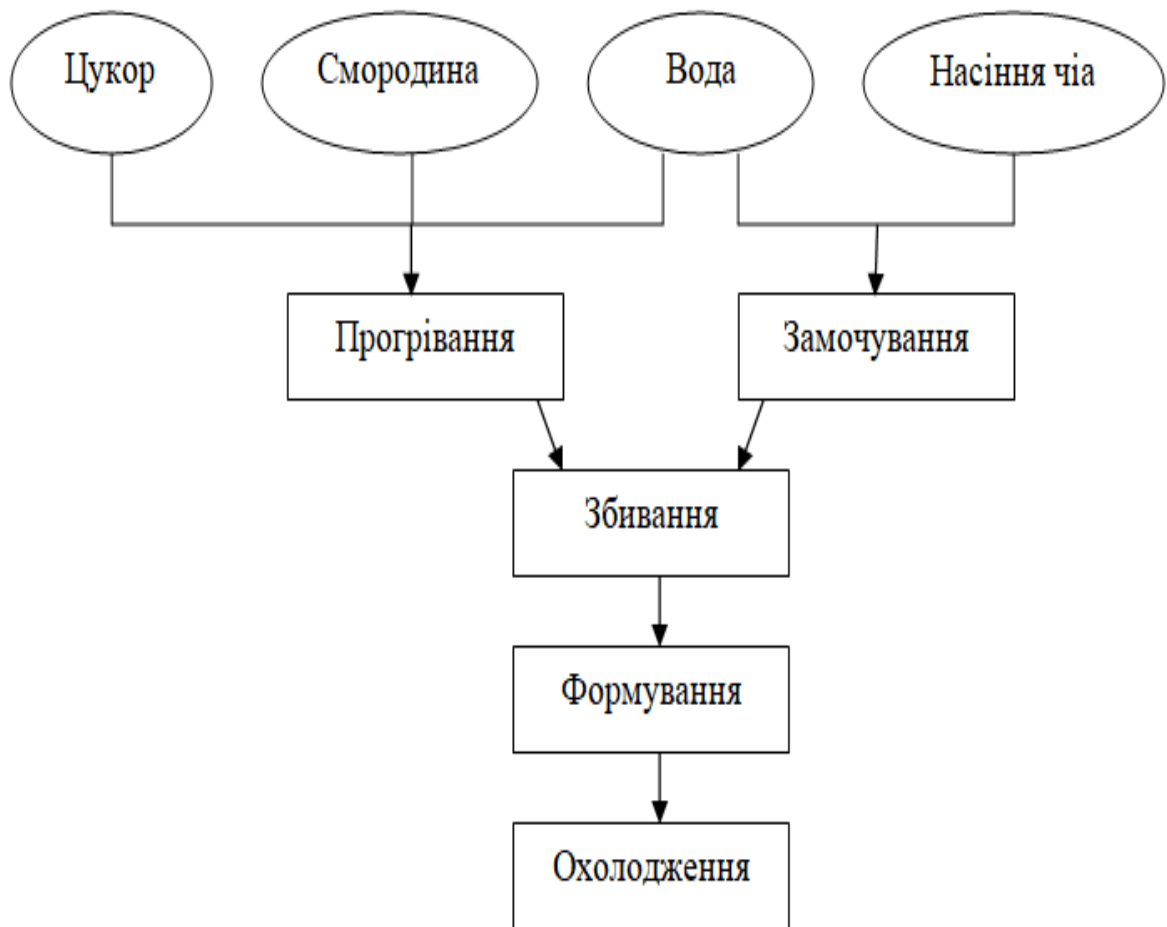 Цукор
Смородина
Вода
Насіння чіа
Прогрівання
Замочування
Збивання
Формування
Охолодження